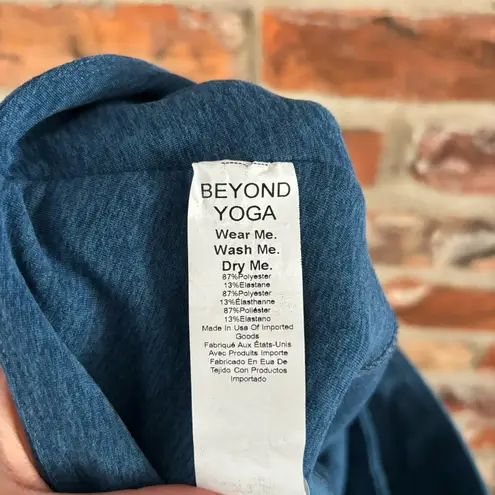 BEYOND
YOGA
Wear Me.
Wash Me.
Dry Me.
87%Polyester
13%Elastane
87%Polyester
13%Elasthanne
87%Poliéster
13%Elastano
Made In Usa Of Imported
Goods
Fabriqué Aux États-Unis
Avec Produits Importe
Fabricado En Eua De
Tejido Con Productos
Importado